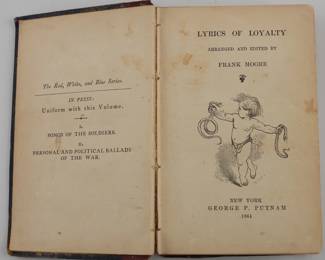 The Red, White, and Blue Series.
IN PRESS:
Uniform with this Volume.
I.
SONGS OF THE SOLDIERS.
II.
PERSONAL AND POLITICAL BALLADS
OF THE WAR.
LYRICS OF LOYALTY
ARRANGED AND EDITED BY
FRANK MOORE
NEW YORK
GEORGE P. PUTNAM
1864